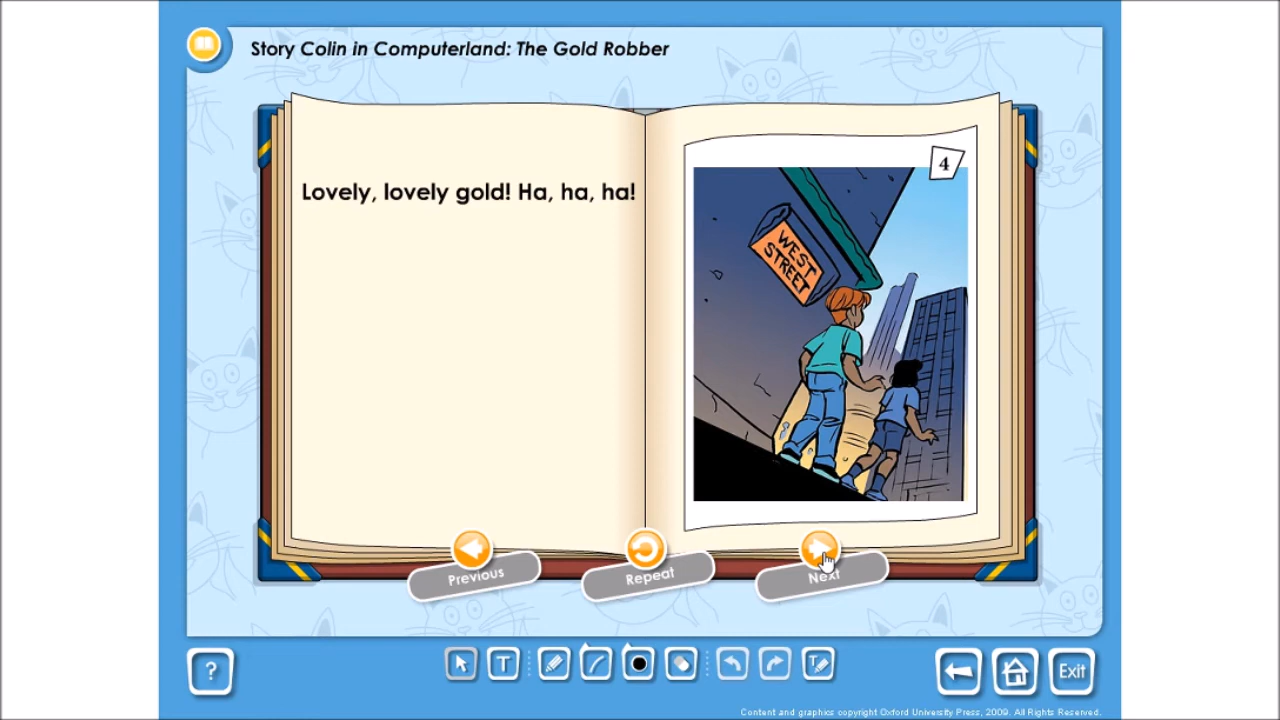 Story Colin in Computerland: The Gold Robber
Lovely, lovely gold! Ha, ha, ha!
4
WEST
STREET
Previous
Repeat
Next
?
T
T
Exit
Content and graphics copyright Oxford University Press, 2009. All Rights Reserved.